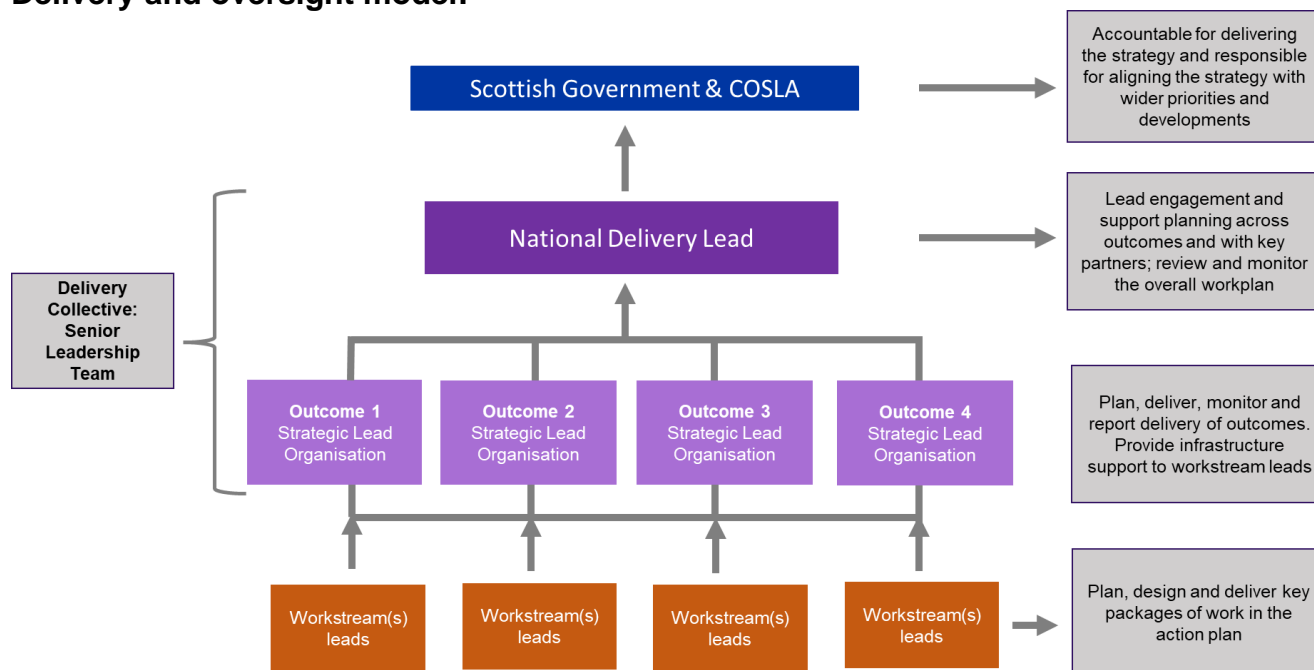 Delivery and oversight model:
Scottish Government & COSLA
Accountable for delivering
the strategy and responsible
for aligning the strategy with
wider priorities and
developments
National Delivery Lead
Lead engagement and
support planning across
outcomes and with key
partners; review and monitor
the overall workplan
Delivery
Collective:
Senior
Leadership
Team
Outcome 1
Strategic Lead
Organisation
Outcome 2
Strategic Lead
Organisation
Outcome 3
Strategic Lead
Organisation
Outcome 4
Strategic Lead
Organisation
Plan, deliver, monitor and
report delivery of outcomes.
Provide infrastructure
support to workstream leads
Workstream(s)
leads
Workstream(s)
leads
Workstream(s)
leads
Workstream(s)
leads
Plan, design and deliver key
packages of work in the
action plan